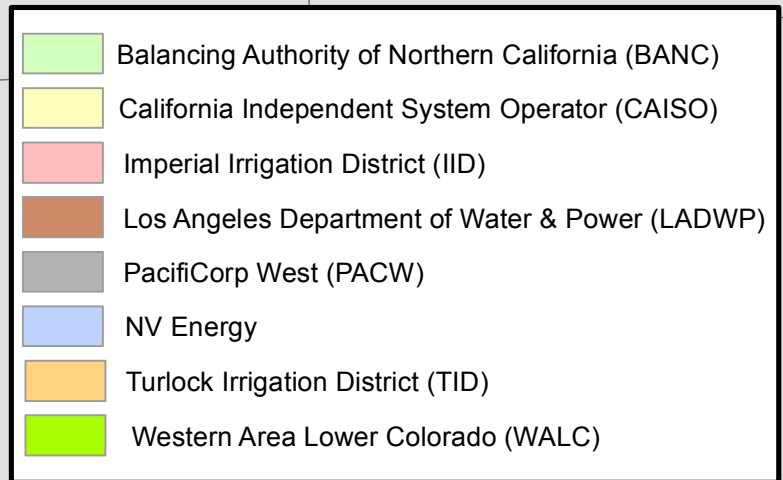 Balancing Authority of Northern California (BANC)
California Independent System Operator (CAISO)
Imperial Irrigation District (IID)
Los Angeles Department of Water & Power (LADWP)
PacifiCorp West (PACW)
NV Energy
Turlock Irrigation District (TID)
Western Area Lower Colorado (WALC)